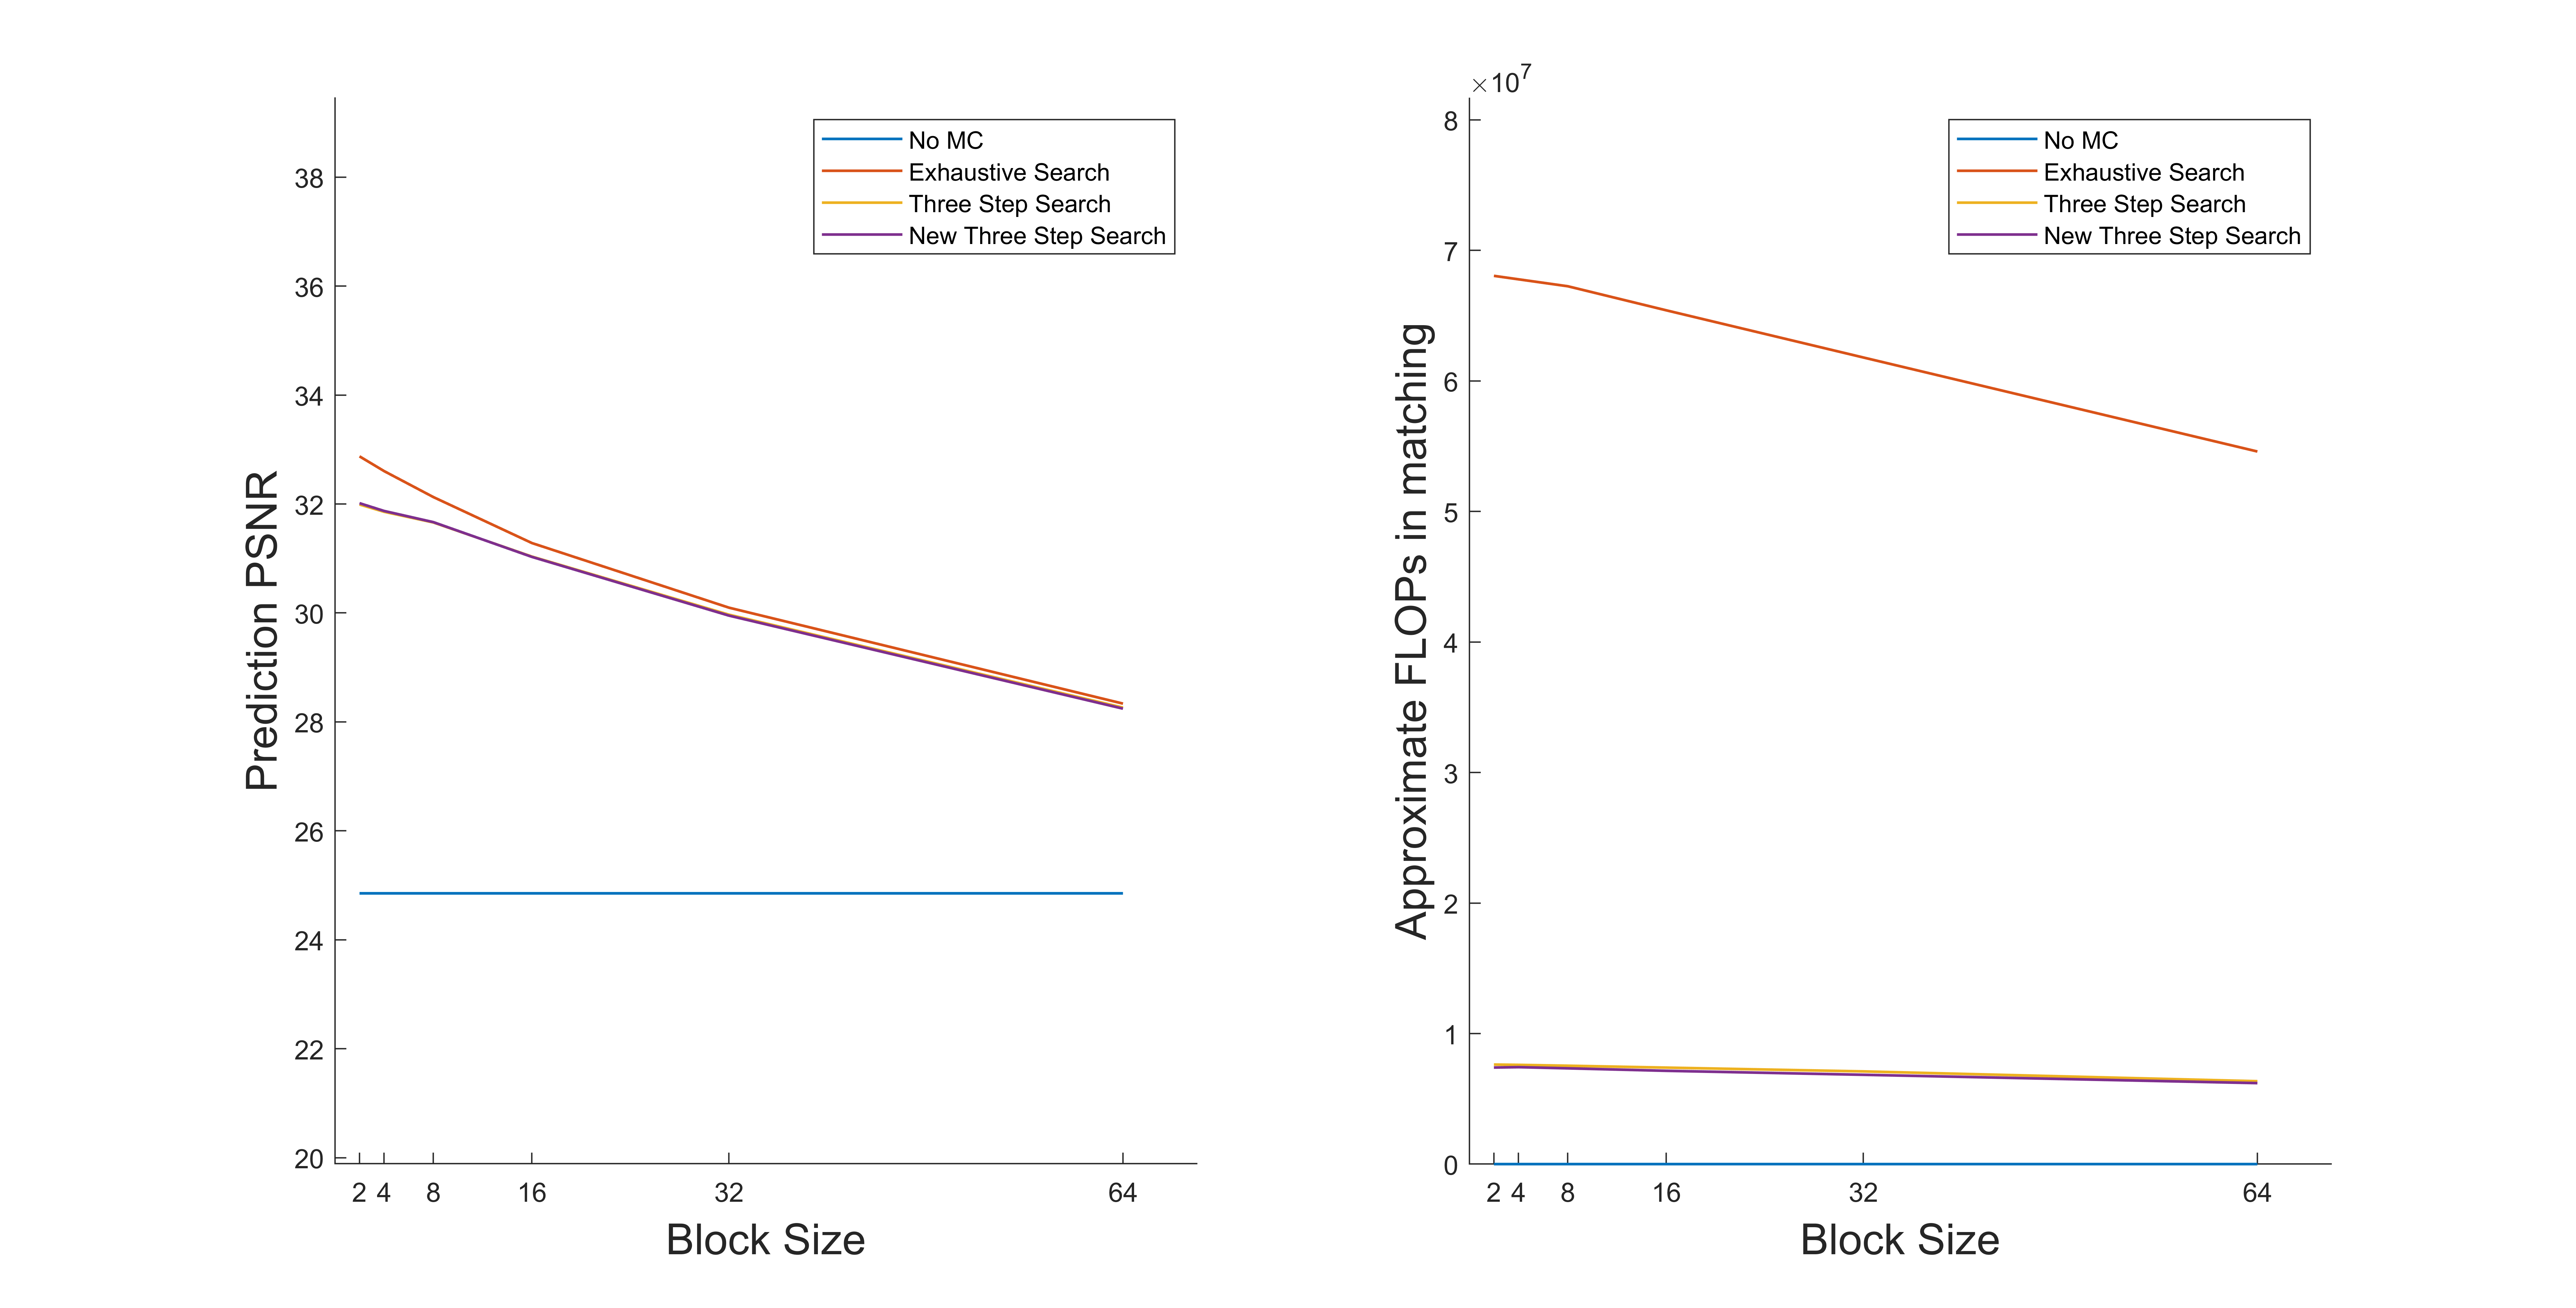 No MC
Exhaustive Search
Three Step Search
New Three Step Search
38
36
34
32
30
28
26
24
22
20
Prediction PSNR
2 4 8 16 32 64
Block Size
×10^7
No MC
Exhaustive Search
Three Step Search
New Three Step Search
8
7
6
5
4
3
2
1
0
Approximate FLOPs in matching
2 4 8 16 32 64
Block Size